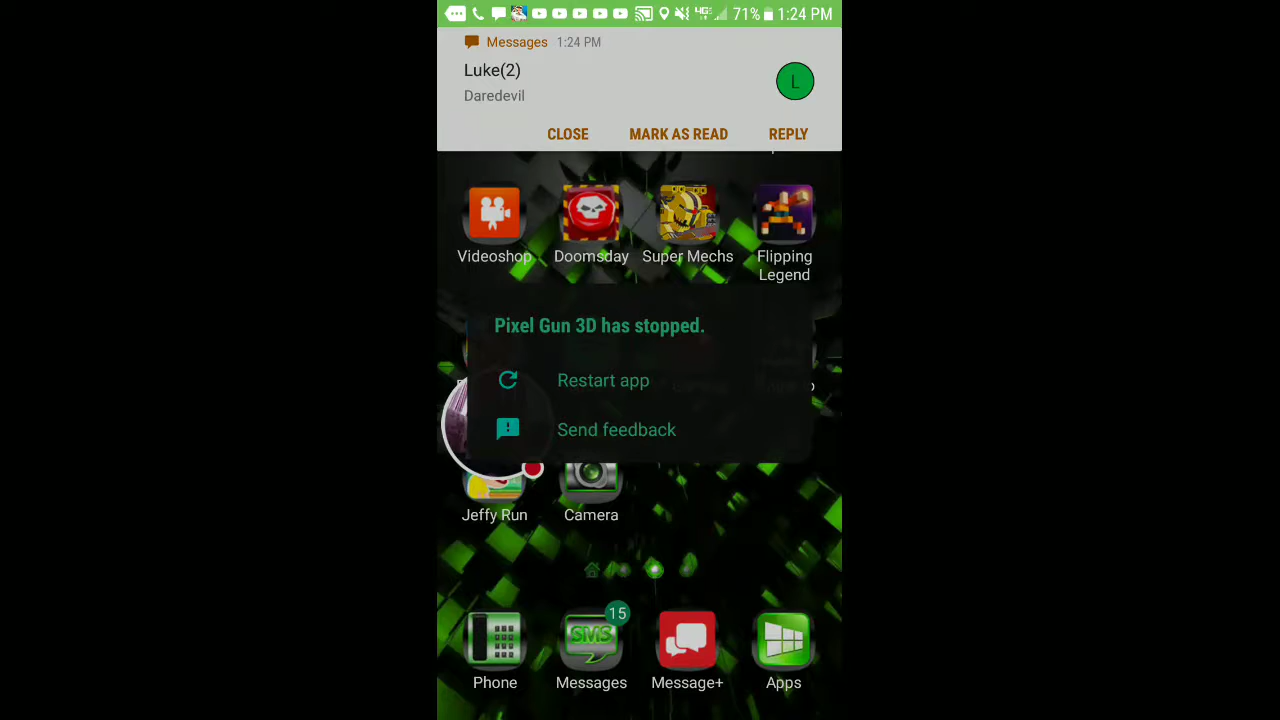 71% 1:24 PM
Messages 1:24 PM
Luke(2)
L
Daredevil
CLOSE MARK AS READ REPLY
Videoshop Doomsday Super Mechs Flipping
Legend
Pixel Gun 3D has stopped.
Restart app
Send feedback
Jeffy Run Camera
15
SMS
Phone Messages Message+ Apps